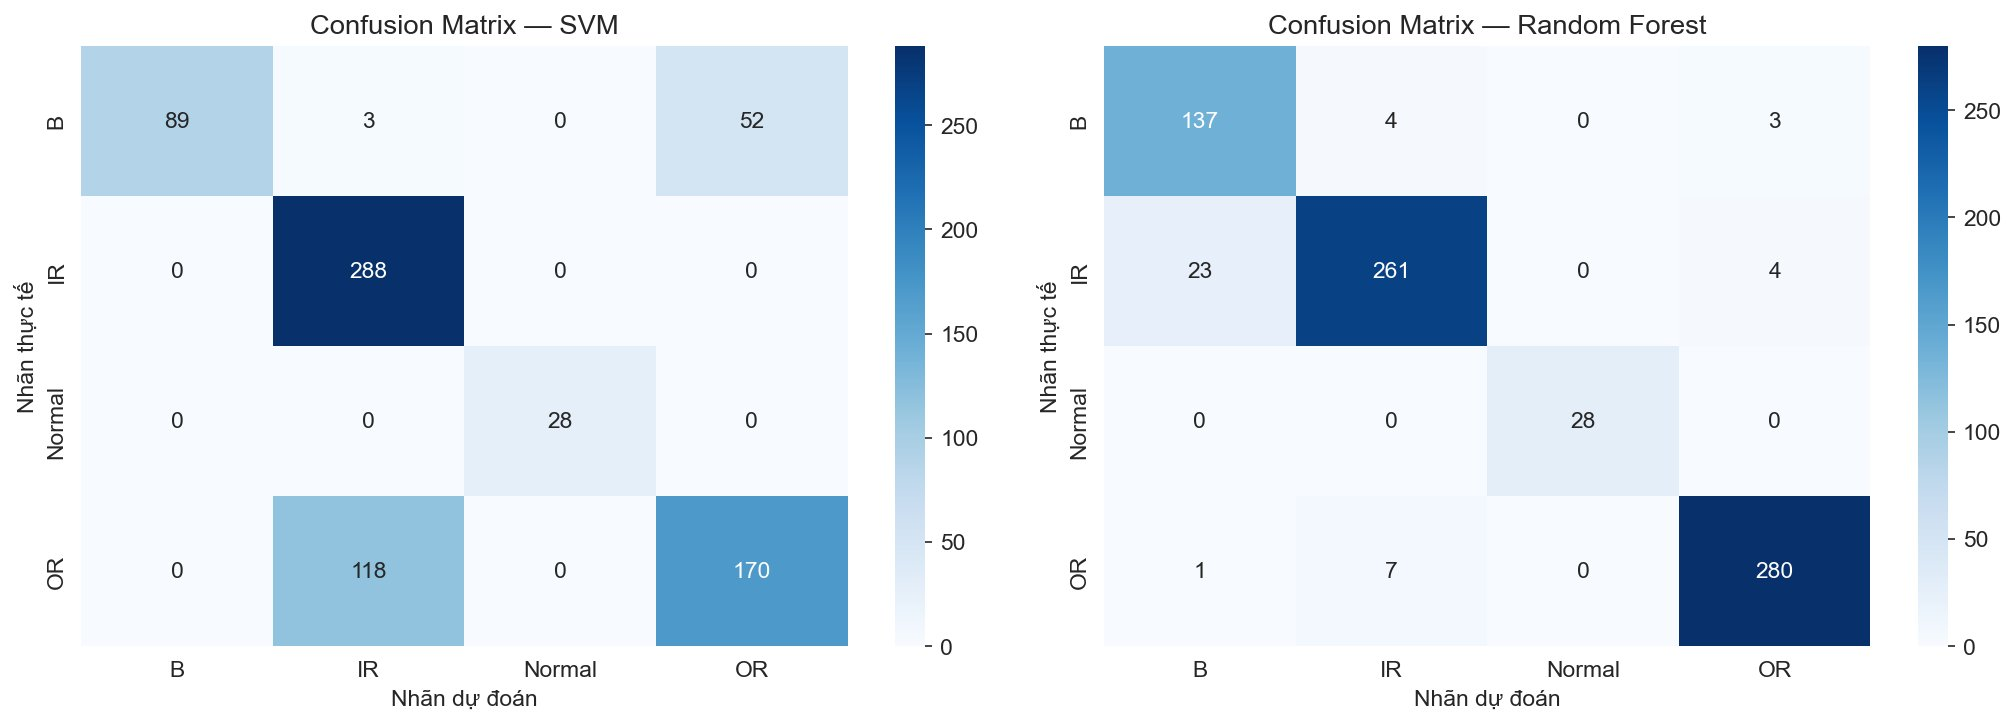 Confusion Matrix — SVM
B 89 3 0 52
IR 0 288 0 0
Normal 0 0 28 0
OR 0 118 0 170
B IR Normal OR
Nhãn dự đoán
Nhãn thực tế
250
200
150
100
50
0
Confusion Matrix — Random Forest
B 137 4 0 3
IR 23 261 0 4
Normal 0 0 28 0
OR 1 7 0 280
B IR Normal OR
Nhãn dự đoán
Nhãn thực tế
250
200
150
100
50
0